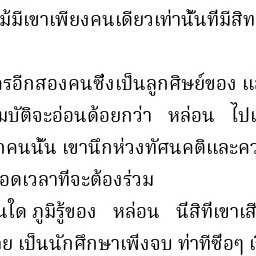 ม้มีเขาเพียงคนเดียวเท่านั้นที่มีสิท
รอีกสองคนซึ่งเป็นลูกศิษย์ของ แ
มบัติจะอ่อนด้อยกว่า หล่อน ไปเ
าคนนั้น เขานึกห่วงทัศนคติและคว
อดเวลาที่จะต้องร่วม
นใด ภูมิรู้ของ หล่อน นี้สิที่เขาเสี
ย เป็นนักศึกษาเพิ่งจบ ท่าทีซื่อๆ เ